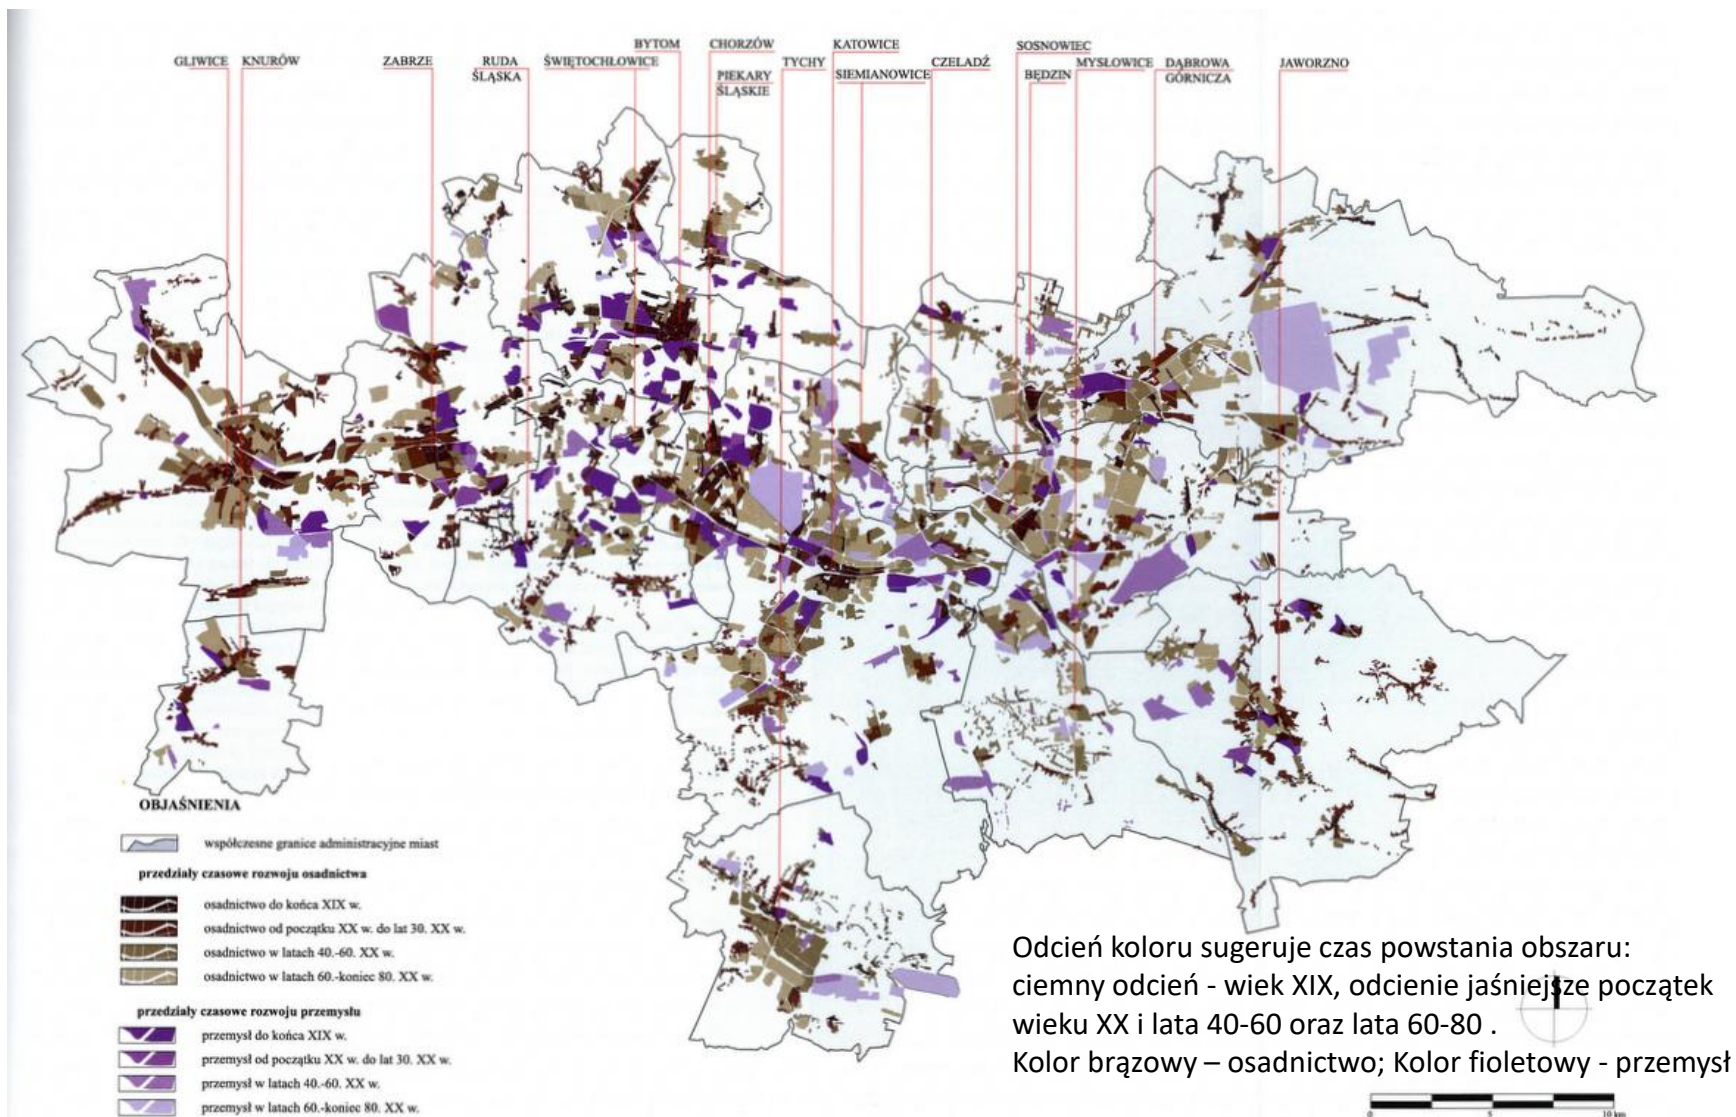 BYTOM
CHORZÓW
KATOWICE
SOSNOWIEC
GLIWICE
KNURÓW
ZABRZE
RUDA
ŚLĄSKA
ŚWIĘTOCHŁOWICE
PIEKARY
ŚLĄSKIE
TYCHY
SIEMIANOWICE
CZELADŹ
BĘDZIN
MYSŁOWICE
DĄBROWA
GÓRNICZA
JAWORZNO
OBJAŚNIENIA
współczesne granice administracyjne miast
przedziały czasowe rozwoju osadnictwa
osadnictwo do końca XIX w.
osadnictwo od początku XX w. do lat 30. XX w.
osadnictwo w latach 40.-60. XX w.
osadnictwo w latach 60.-koniec 80. XX w.
przedziały czasowe rozwoju przemysłu
przemysł do końca XIX w.
przemysł od początku XX w. do lat 30. XX w.
przemysł w latach 40.-60. XX w.
przemysł w latach 60.-koniec 80. XX w.
Odcień koloru sugeruje czas powstania obszaru:
ciemny odcień - wiek XIX, odcienie jaśniejsze początek
wieku XX i lata 40-60 oraz lata 60-80 .
Kolor brązowy – osadnictwo; Kolor fioletowy - przemysł
0 5 10 km